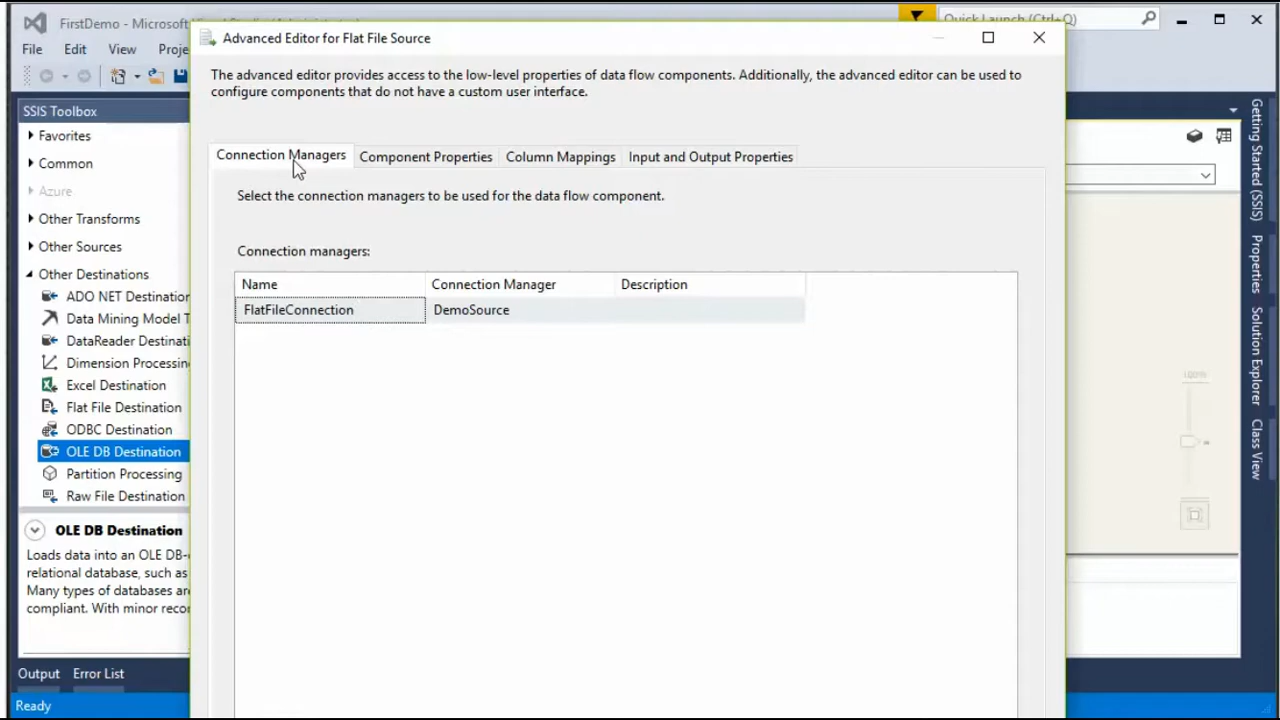 FirstDemo - Microsoft
Quick Launch (Ctrl+Q)
File Edit View Proje
Advanced Editor for Flat File Source
The advanced editor provides access to the low-level properties of data flow components. Additionally, the advanced editor can be used to
configure components that do not have a custom user interface.
Connection Managers Component Properties Column Mappings Input and Output Properties
Select the connection managers to be used for the data flow component.
Connection managers:
Name Connection Manager Description
FlatFileConnection DemoSource
SSIS Toolbox
Favorites
Common
Azure
Other Transforms
Other Sources
Other Destinations
ADO NET Destination
Data Mining Model T
DataReader Destinati
Dimension Processin
Excel Destination
Flat File Destination
ODBC Destination
OLE DB Destination
Partition Processing
Raw File Destination
OLE DB Destination
Loads data into an OLE DB-
relational database, such as
Many types of databases are
compliant. With minor reco
Output Error List
Ready
Getting Started (SSIS)
Properties
Solution Explorer
Class View
100%